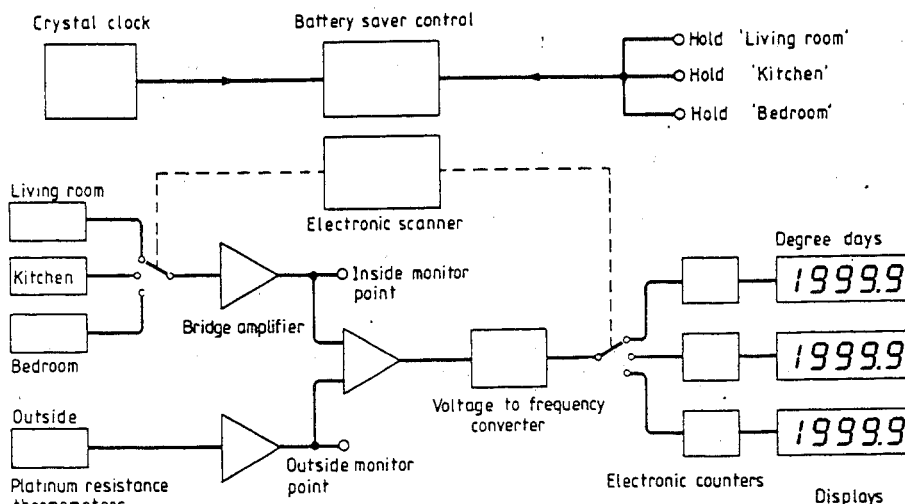 Crystal clock
Battery saver control
Hold 'Living room'
Hold 'Kitchen'
Hold 'Bedroom'
Electronic scanner
Living room
Kitchen
Bedroom
Bridge amplifier
Inside monitor
point
Degree days
1999.9
1999.9
1999.9
Voltage to frequency
converter
Outside
Outside monitor
point
Platinum resistance
thermometers
Electronic counters
Displays